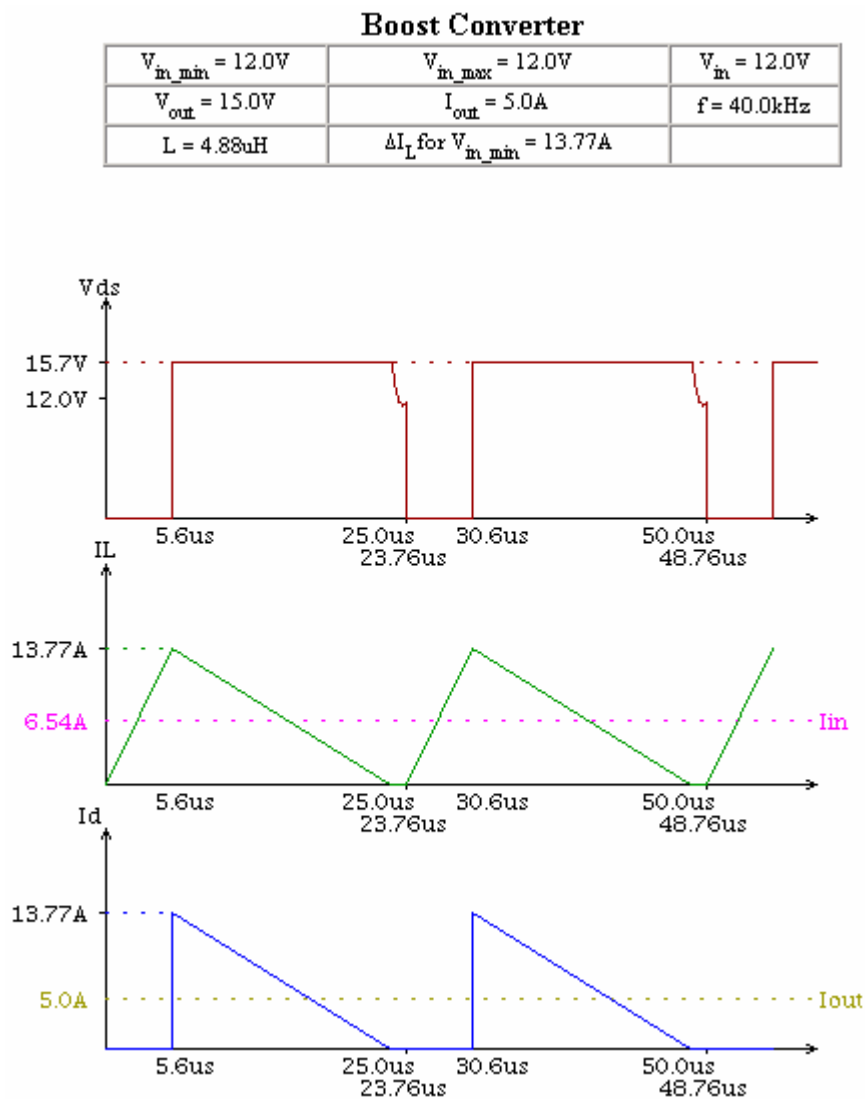 Boost Converter
V_in_min = 12.0V V_in_max = 12.0V V_in = 12.0V
V_out = 15.0V I_out = 5.0A f = 40.0kHz
L = 4.88uH ΔI_L for V_in_min = 13.77A
Vds
15.7V
12.0V
5.6us 25.0us 30.6us 50.0us
23.76us 48.76us
IL
13.77A
6.54A Iin
5.6us 25.0us 30.6us 50.0us
23.76us 48.76us
Id
13.77A
5.0A Iout
5.6us 25.0us 30.6us 50.0us
23.76us 48.76us